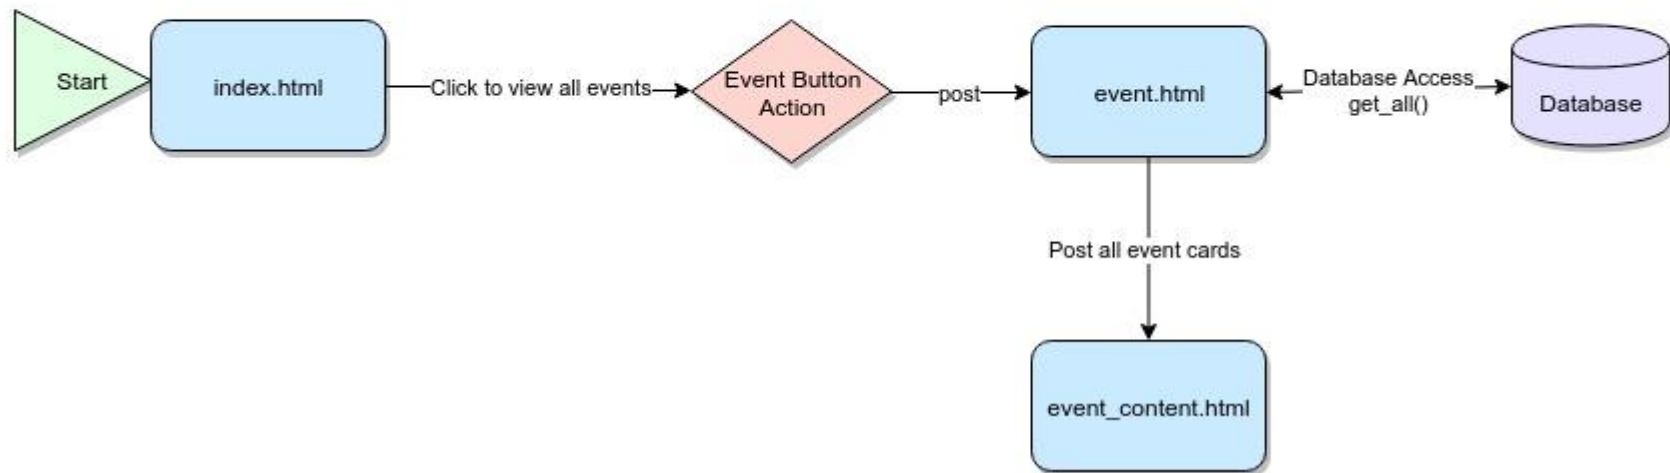 Start
index.html
Click to view all events
Event Button
Action
post
event.html
Database Access
get_all()
Database
Post all event cards
event_content.html